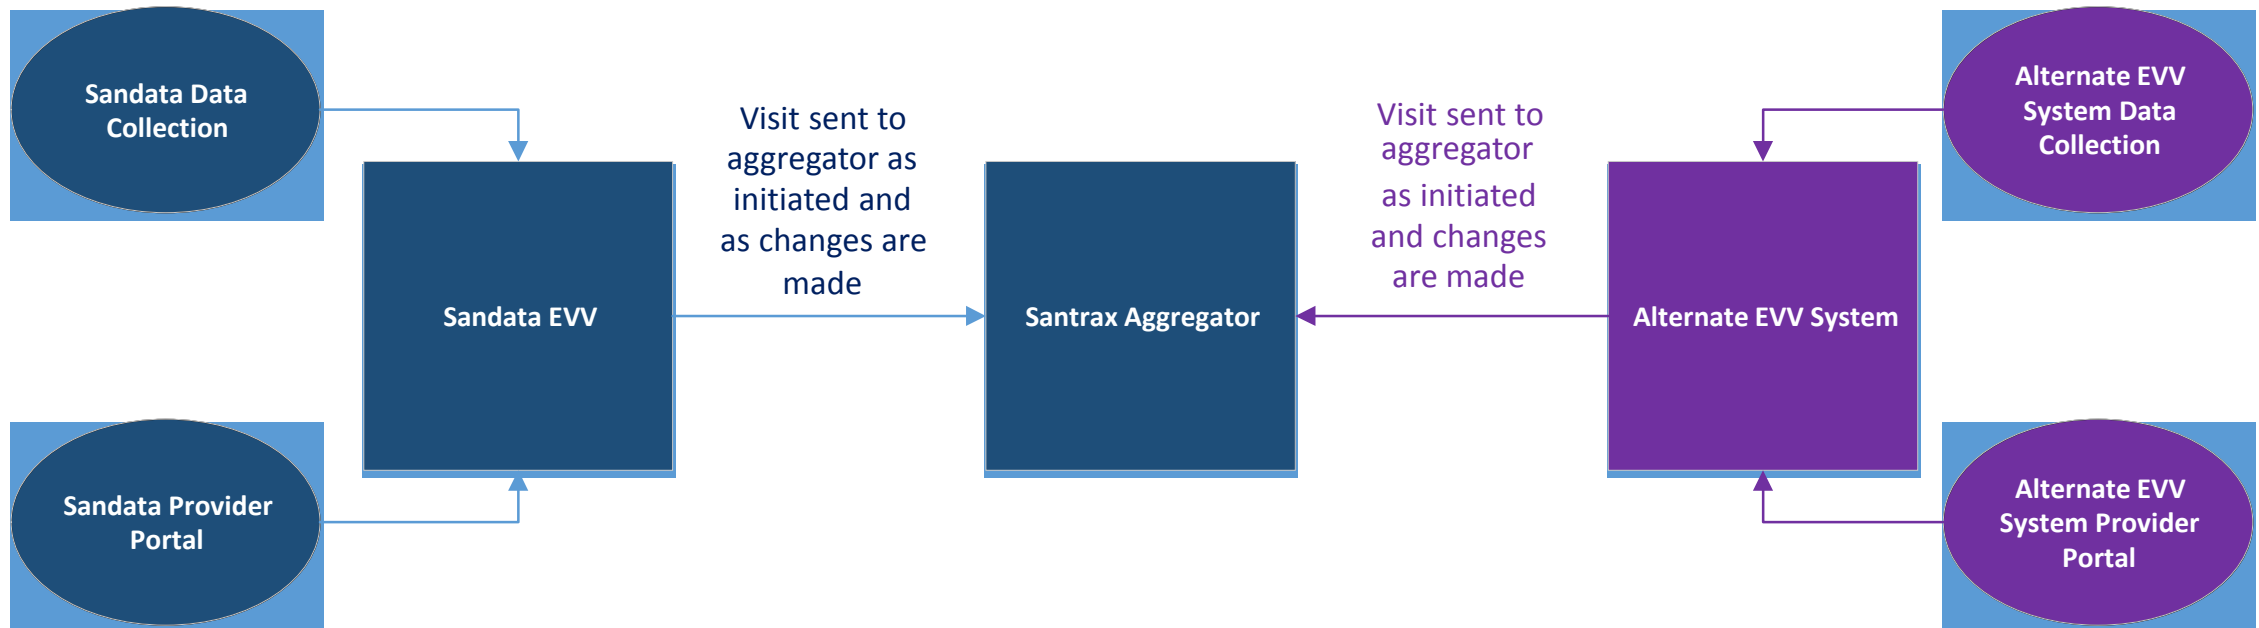 Sandata Data
Collection
Sandata Provider
Portal
Sandata EVV
Visit sent to
aggregator as
initiated and
as changes are
made
Santrax Aggregator
Visit sent to
aggregator
as initiated
and changes
are made
Alternate EVV System
Alternate EVV
System Data
Collection
Alternate EVV
System Provider
Portal